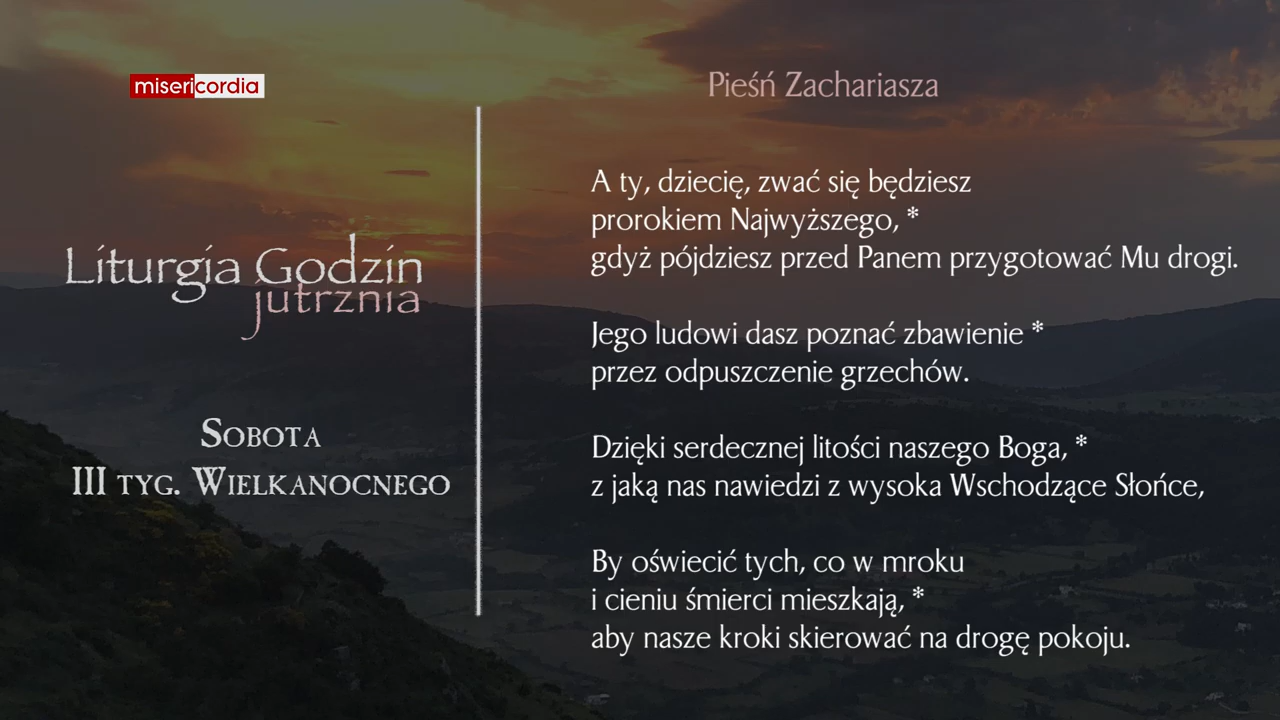 misericordia
Liturgia Godzin
jutrznia
Sobota
III tyg. Wielkanocnego
Pieśń Zachariasza
A ty, dziecię, zwać się będziesz
prorokiem Najwyższego, *
gdyż pójdziesz przed Panem przygotować Mu drogi.
Jego ludowi dasz poznać zbawienie *
przez odpuszczenie grzechów.
Dzięki serdecznej litości naszego Boga, *
z jaką nas nawiedzi z wysoka Wschodzące Słońce,
By oświecić tych, co w mroku
i cieniu śmierci mieszkają, *
aby nasze kroki skierować na drogę pokoju.